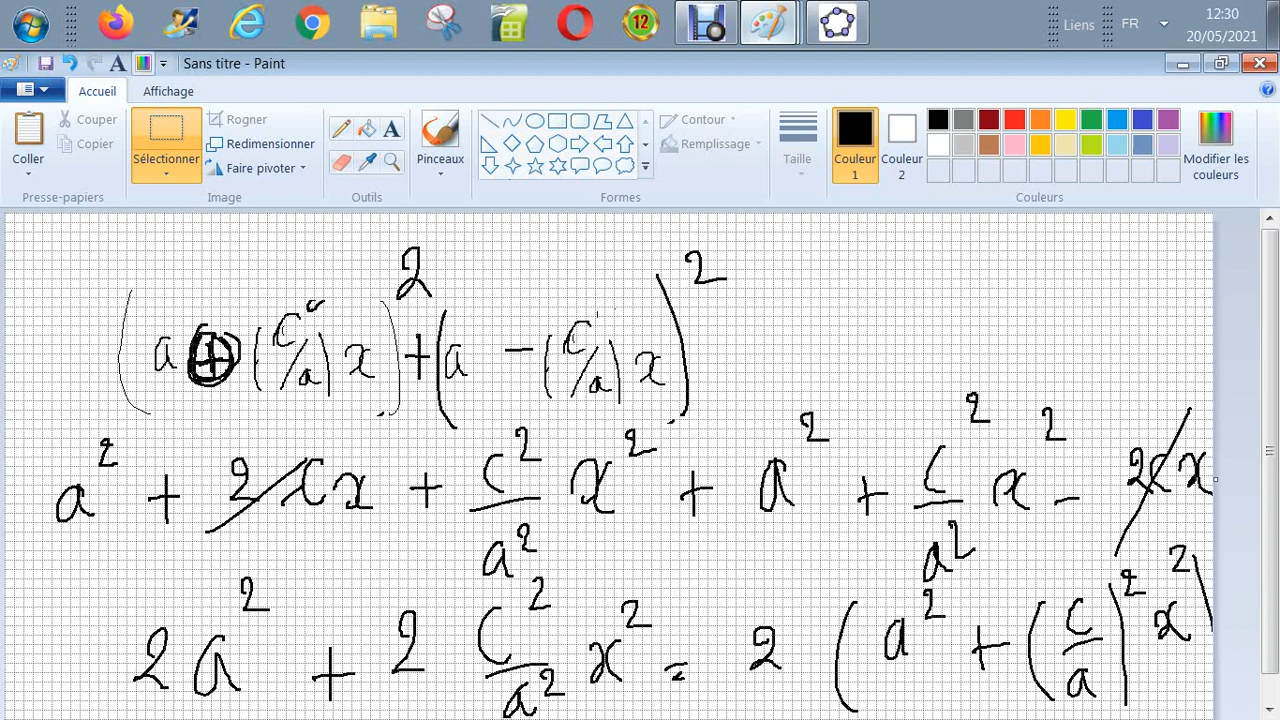 12
Liens FR 12:30
20/05/2021
Sans titre - Paint
Accueil Affichage
Coller
Couper
Copier
Presse-papiers
Sélectionner
Rogner
Redimensionner
Faire pivoter
Image
A
Outils
Pinceaux
Contour
Remplissage
Formes
Taille
Couleur 1
Couleur 2
Modifier les couleurs
Couleurs
(a + (c/a) x)² + (a - (c/a) x)²
a² + 2cx + c²/a² x² + a² + c²/a² x² - 2cx
2a² + 2 c²/a² x² = 2 (a² + (c/a)² x²)